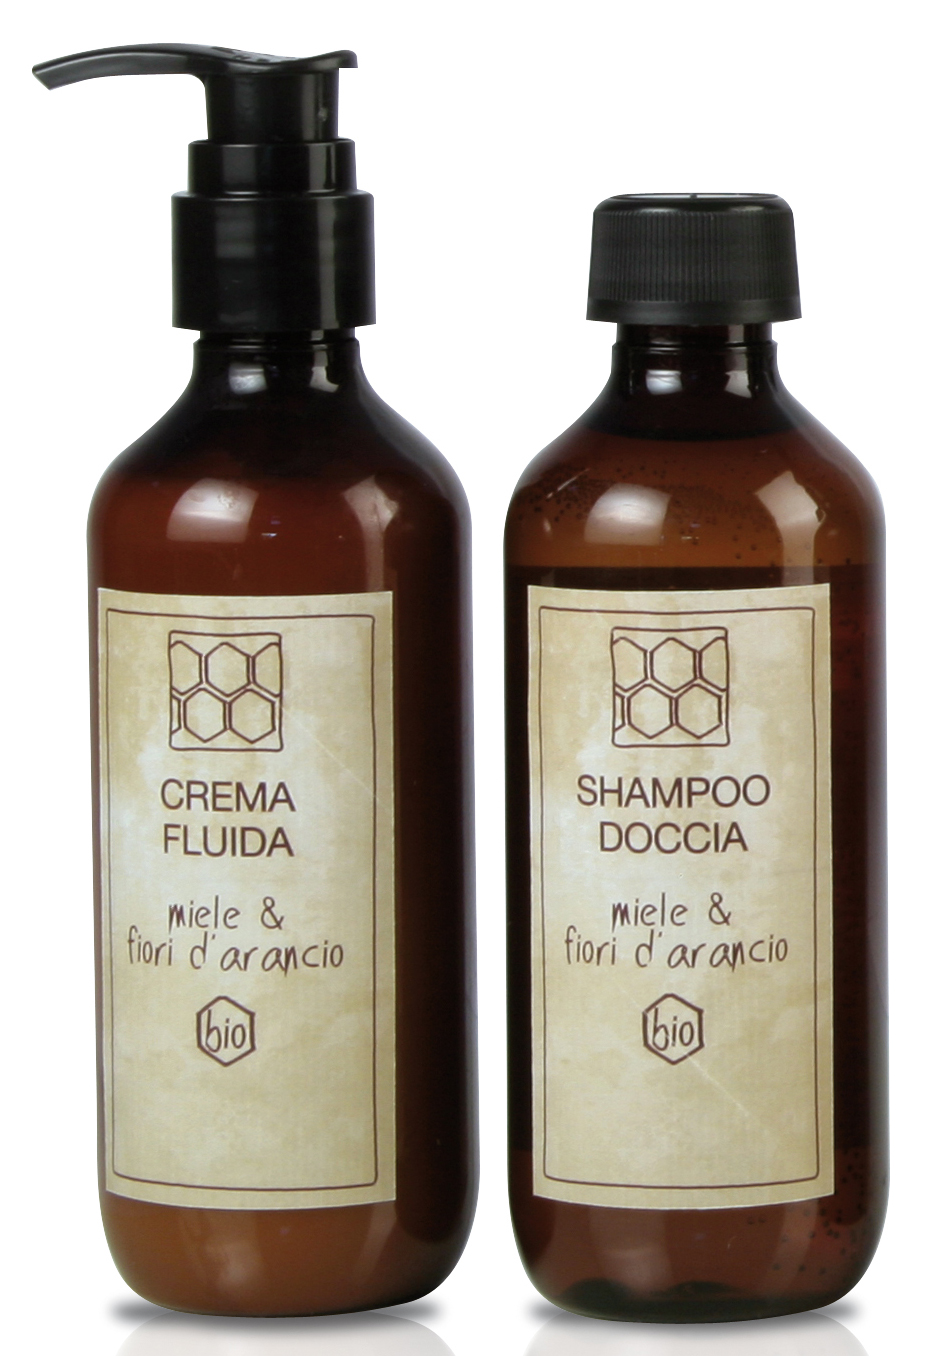 CREMA
FLUIDA
miele &
fiori d'arancio
bio
SHAMPOO
DOCCIA
miele &
fiori d'arancio
bio